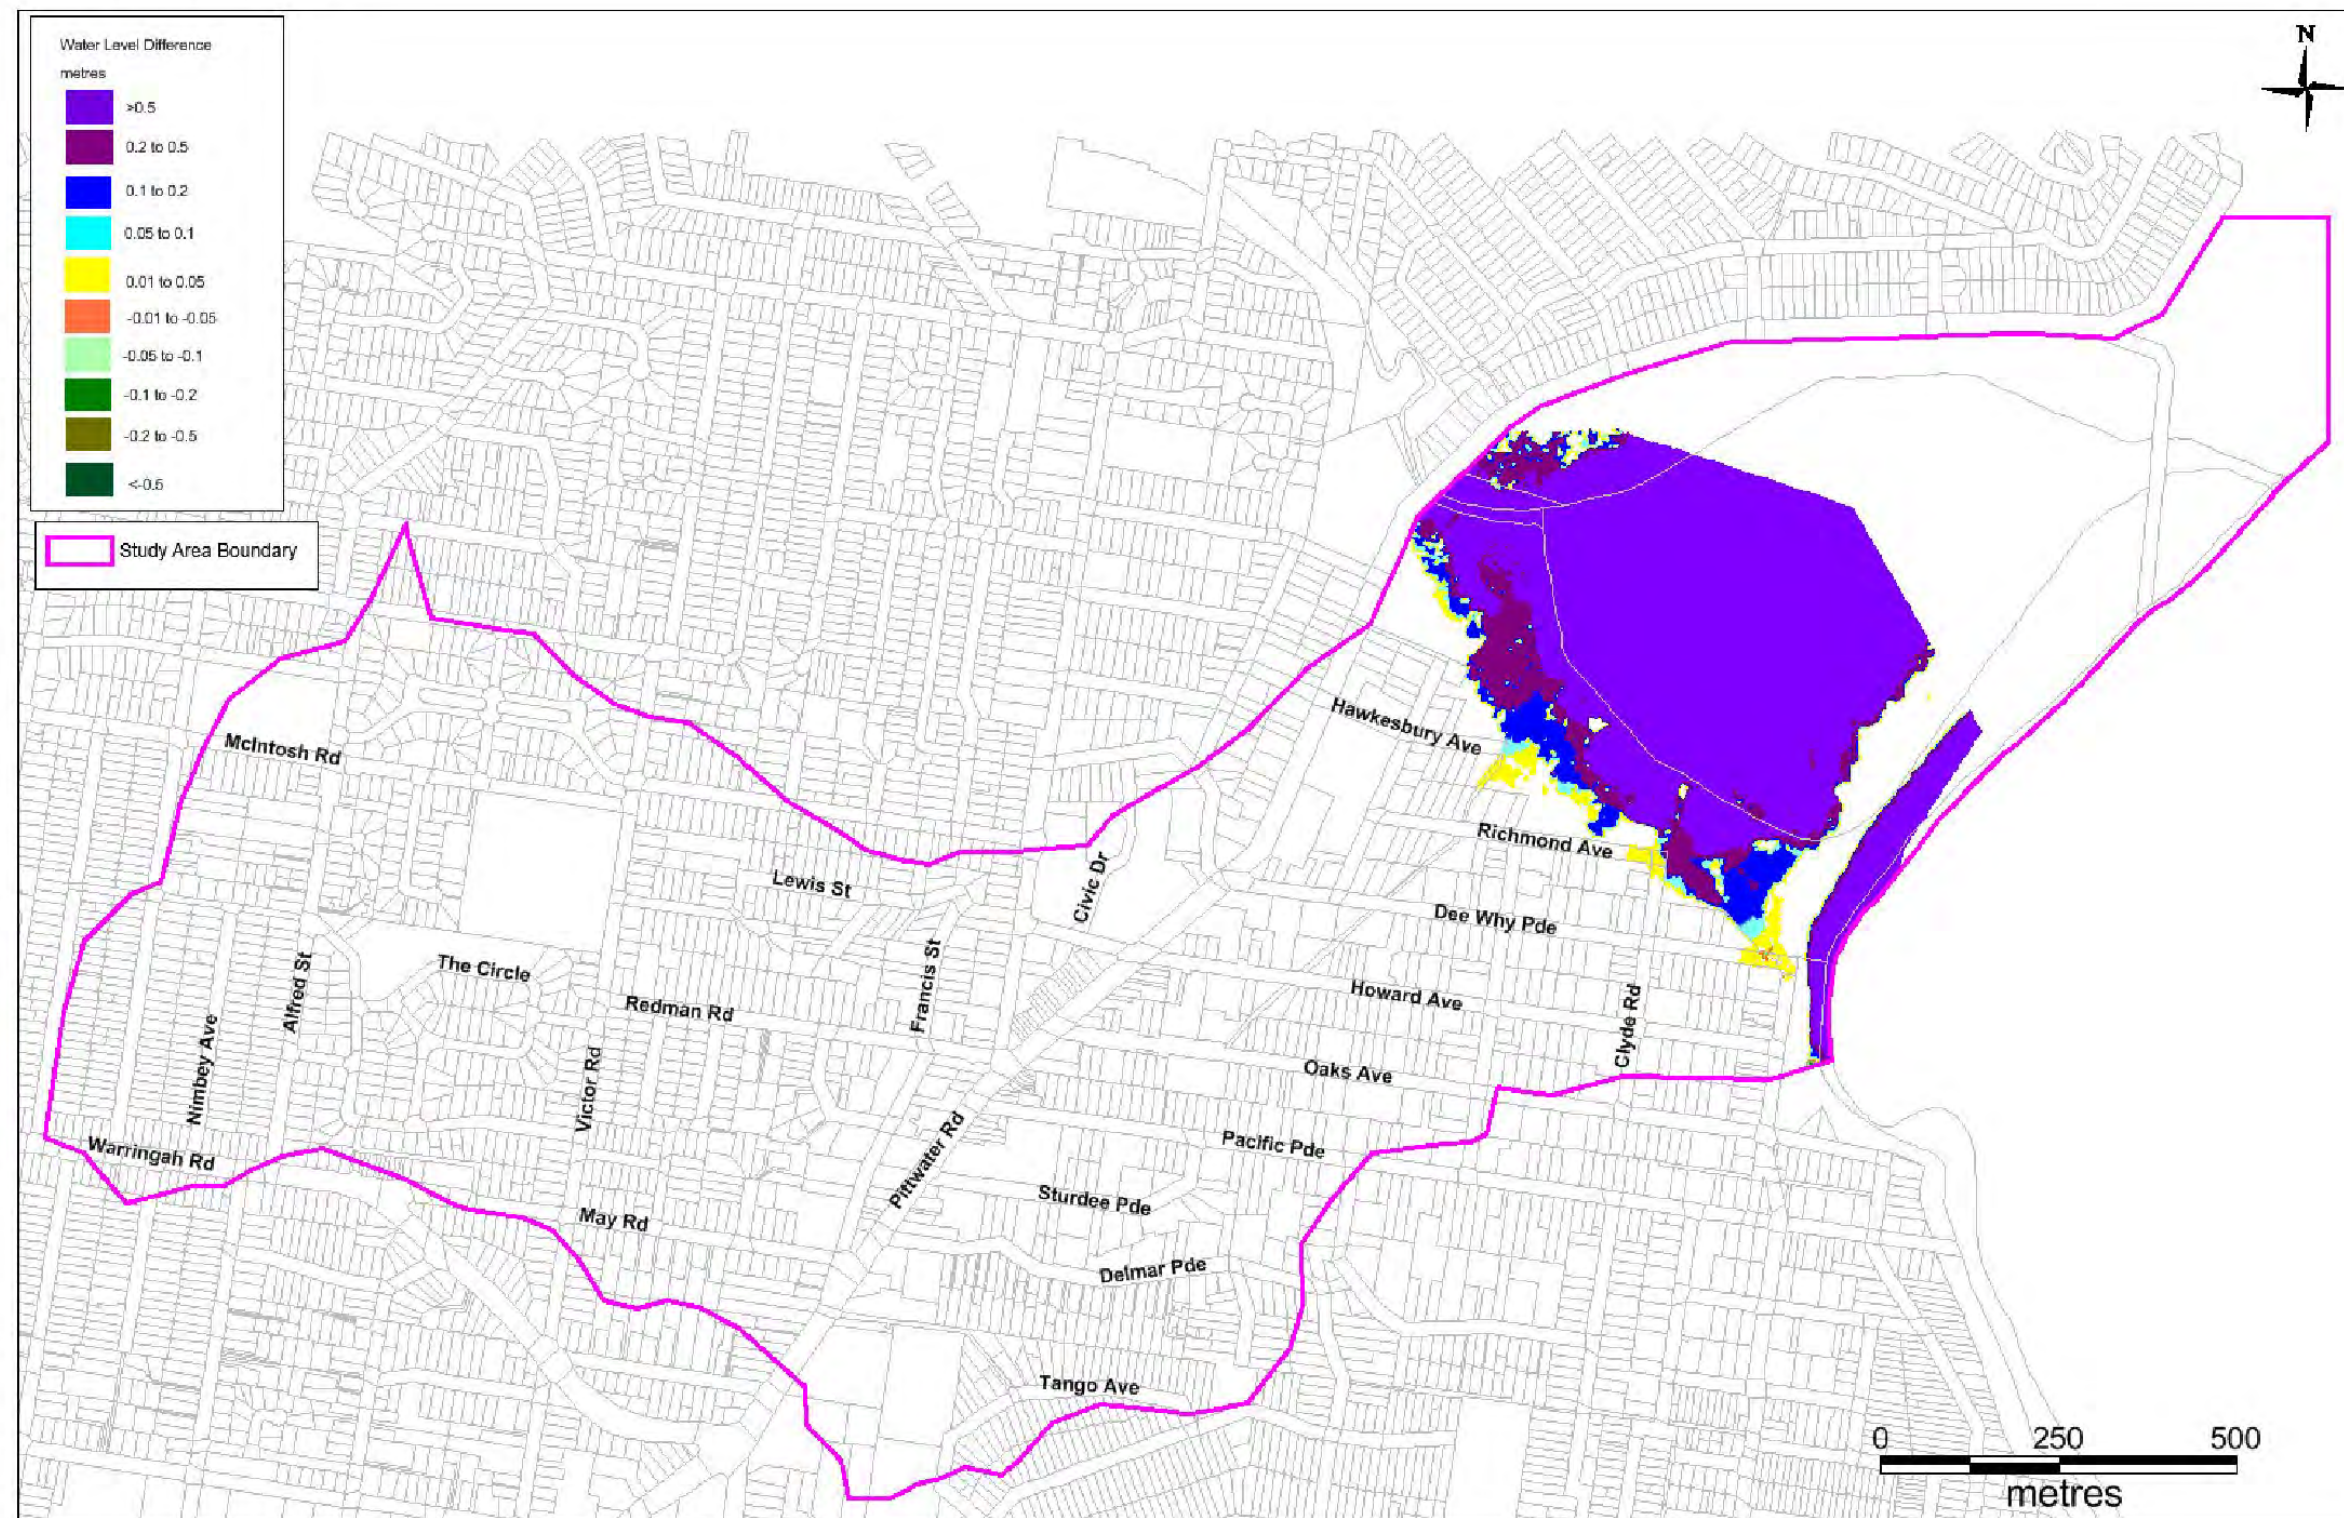 Water Level Difference
metres
>0.5
0.2 to 0.5
0.1 to 0.2
0.05 to 0.1
0.01 to 0.05
-0.01 to -0.05
-0.05 to -0.1
-0.1 to -0.2
-0.2 to -0.5
<-0.5
Study Area Boundary
N
Hawkesbury Ave
McIntosh Rd
Richmond Ave
Lewis St
Civic Dr
Dee Why Pde
The Circle
Alfred St
Francis St
Redman Rd
Howard Ave
Clyde Rd
Nimbey Ave
Victor Rd
Oaks Ave
Warringah Rd
Pittwater Rd
Pacific Pde
Sturdee Pde
May Rd
Delmar Pde
Tango Ave
0 250 500
metres